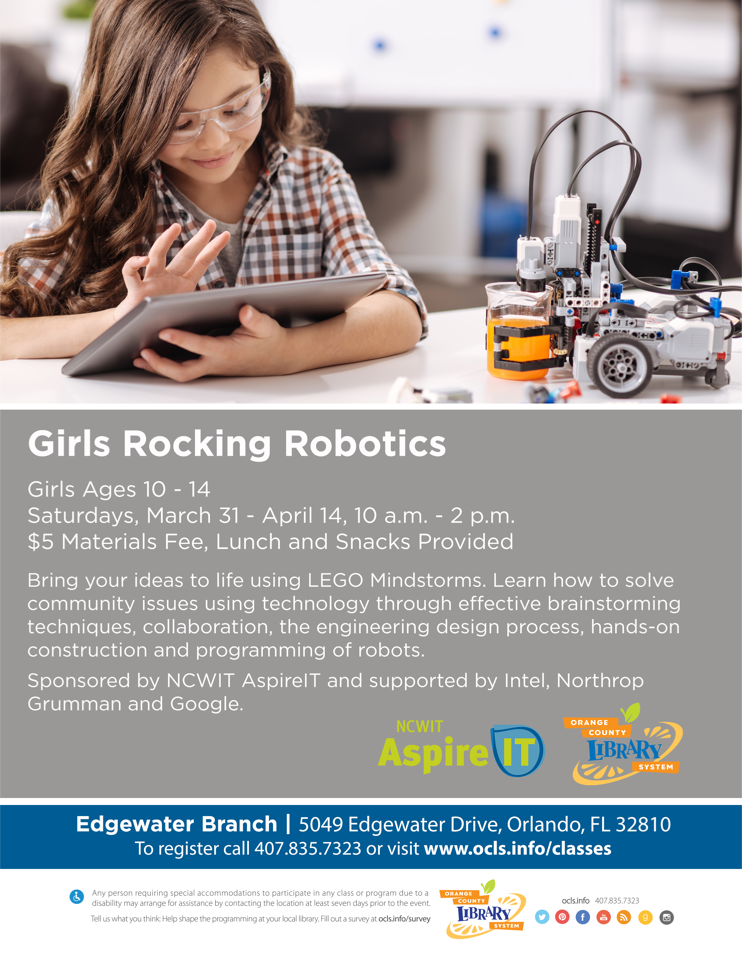 Girls Rocking Robotics
Girls Ages 10 - 14
Saturdays, March 31 - April 14, 10 a.m. - 2 p.m.
$5 Materials Fee, Lunch and Snacks Provided
Bring your ideas to life using LEGO Mindstorms. Learn how to solve
community issues using technology through effective brainstorming
techniques, collaboration, the engineering design process, hands-on
construction and programming of robots.
Sponsored by NCWIT AspireIT and supported by Intel, Northrop
Grumman and Google.
NCWIT
Aspire IT
ORANGE
COUNTY
LIBRARY
SYSTEM
Edgewater Branch | 5049 Edgewater Drive, Orlando, FL 32810
To register call 407.835.7323 or visit www.ocls.info/classes
Any person requiring special accommodations to participate in any class or program due to a
disability may arrange for assistance by contacting the location at least seven days prior to the event.
Tell us what you think: Help shape the programming at your local library. Fill out a survey at ocls.info/survey
ORANGE
COUNTY
LIBRARY
SYSTEM
ocls.info 407.835.7323